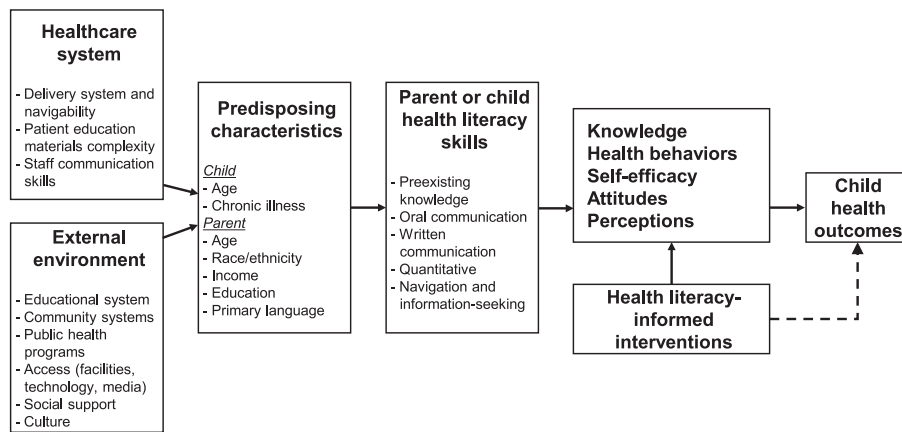 Healthcare
system
- Delivery system and
navigability
- Patient education
materials complexity
- Staff communication
skills
External
environment
- Educational system
- Community systems
- Public health
programs
- Access (facilities,
technology, media)
- Social support
- Culture
Predisposing
characteristics
Child
- Age
- Chronic illness
Parent
- Age
- Race/ethnicity
- Income
- Education
- Primary language
Parent or child
health literacy
skills
- Preexisting
knowledge
- Oral communication
- Written
communication
- Quantitative
- Navigation and
information-seeking
Knowledge
Health behaviors
Self-efficacy
Attitudes
Perceptions
Health literacy-
informed
interventions
Child
health
outcomes